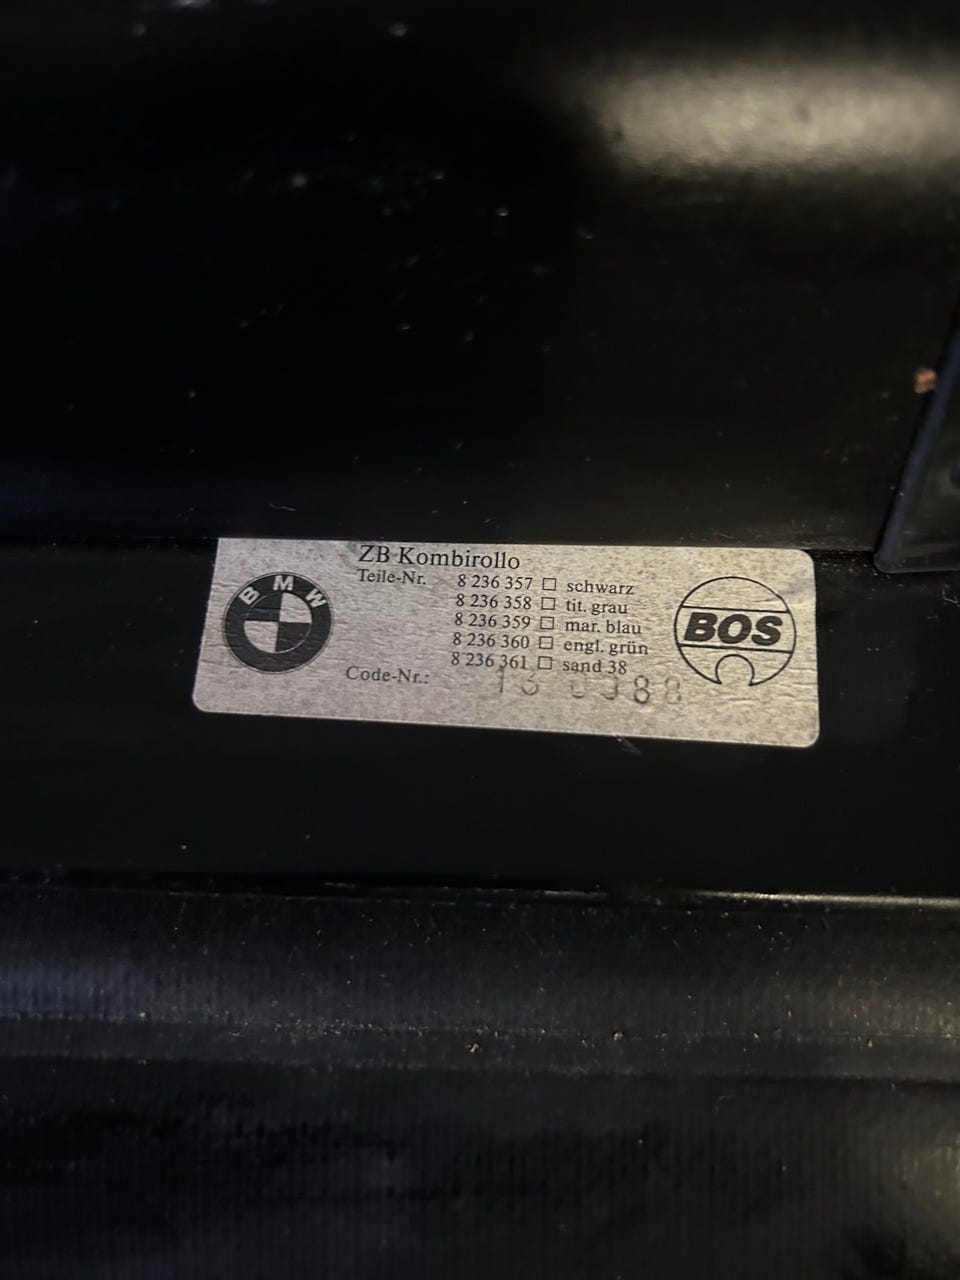 BMW
ZB Kombirollo
Teile-Nr. 8 236 357 ☐ schwarz
8 236 358 ☐ tit. grau
8 236 359 ☐ mar. blau
8 236 360 ☐ engl. grün
8 236 361 ☐ sand 38
Code-Nr.:
BOS